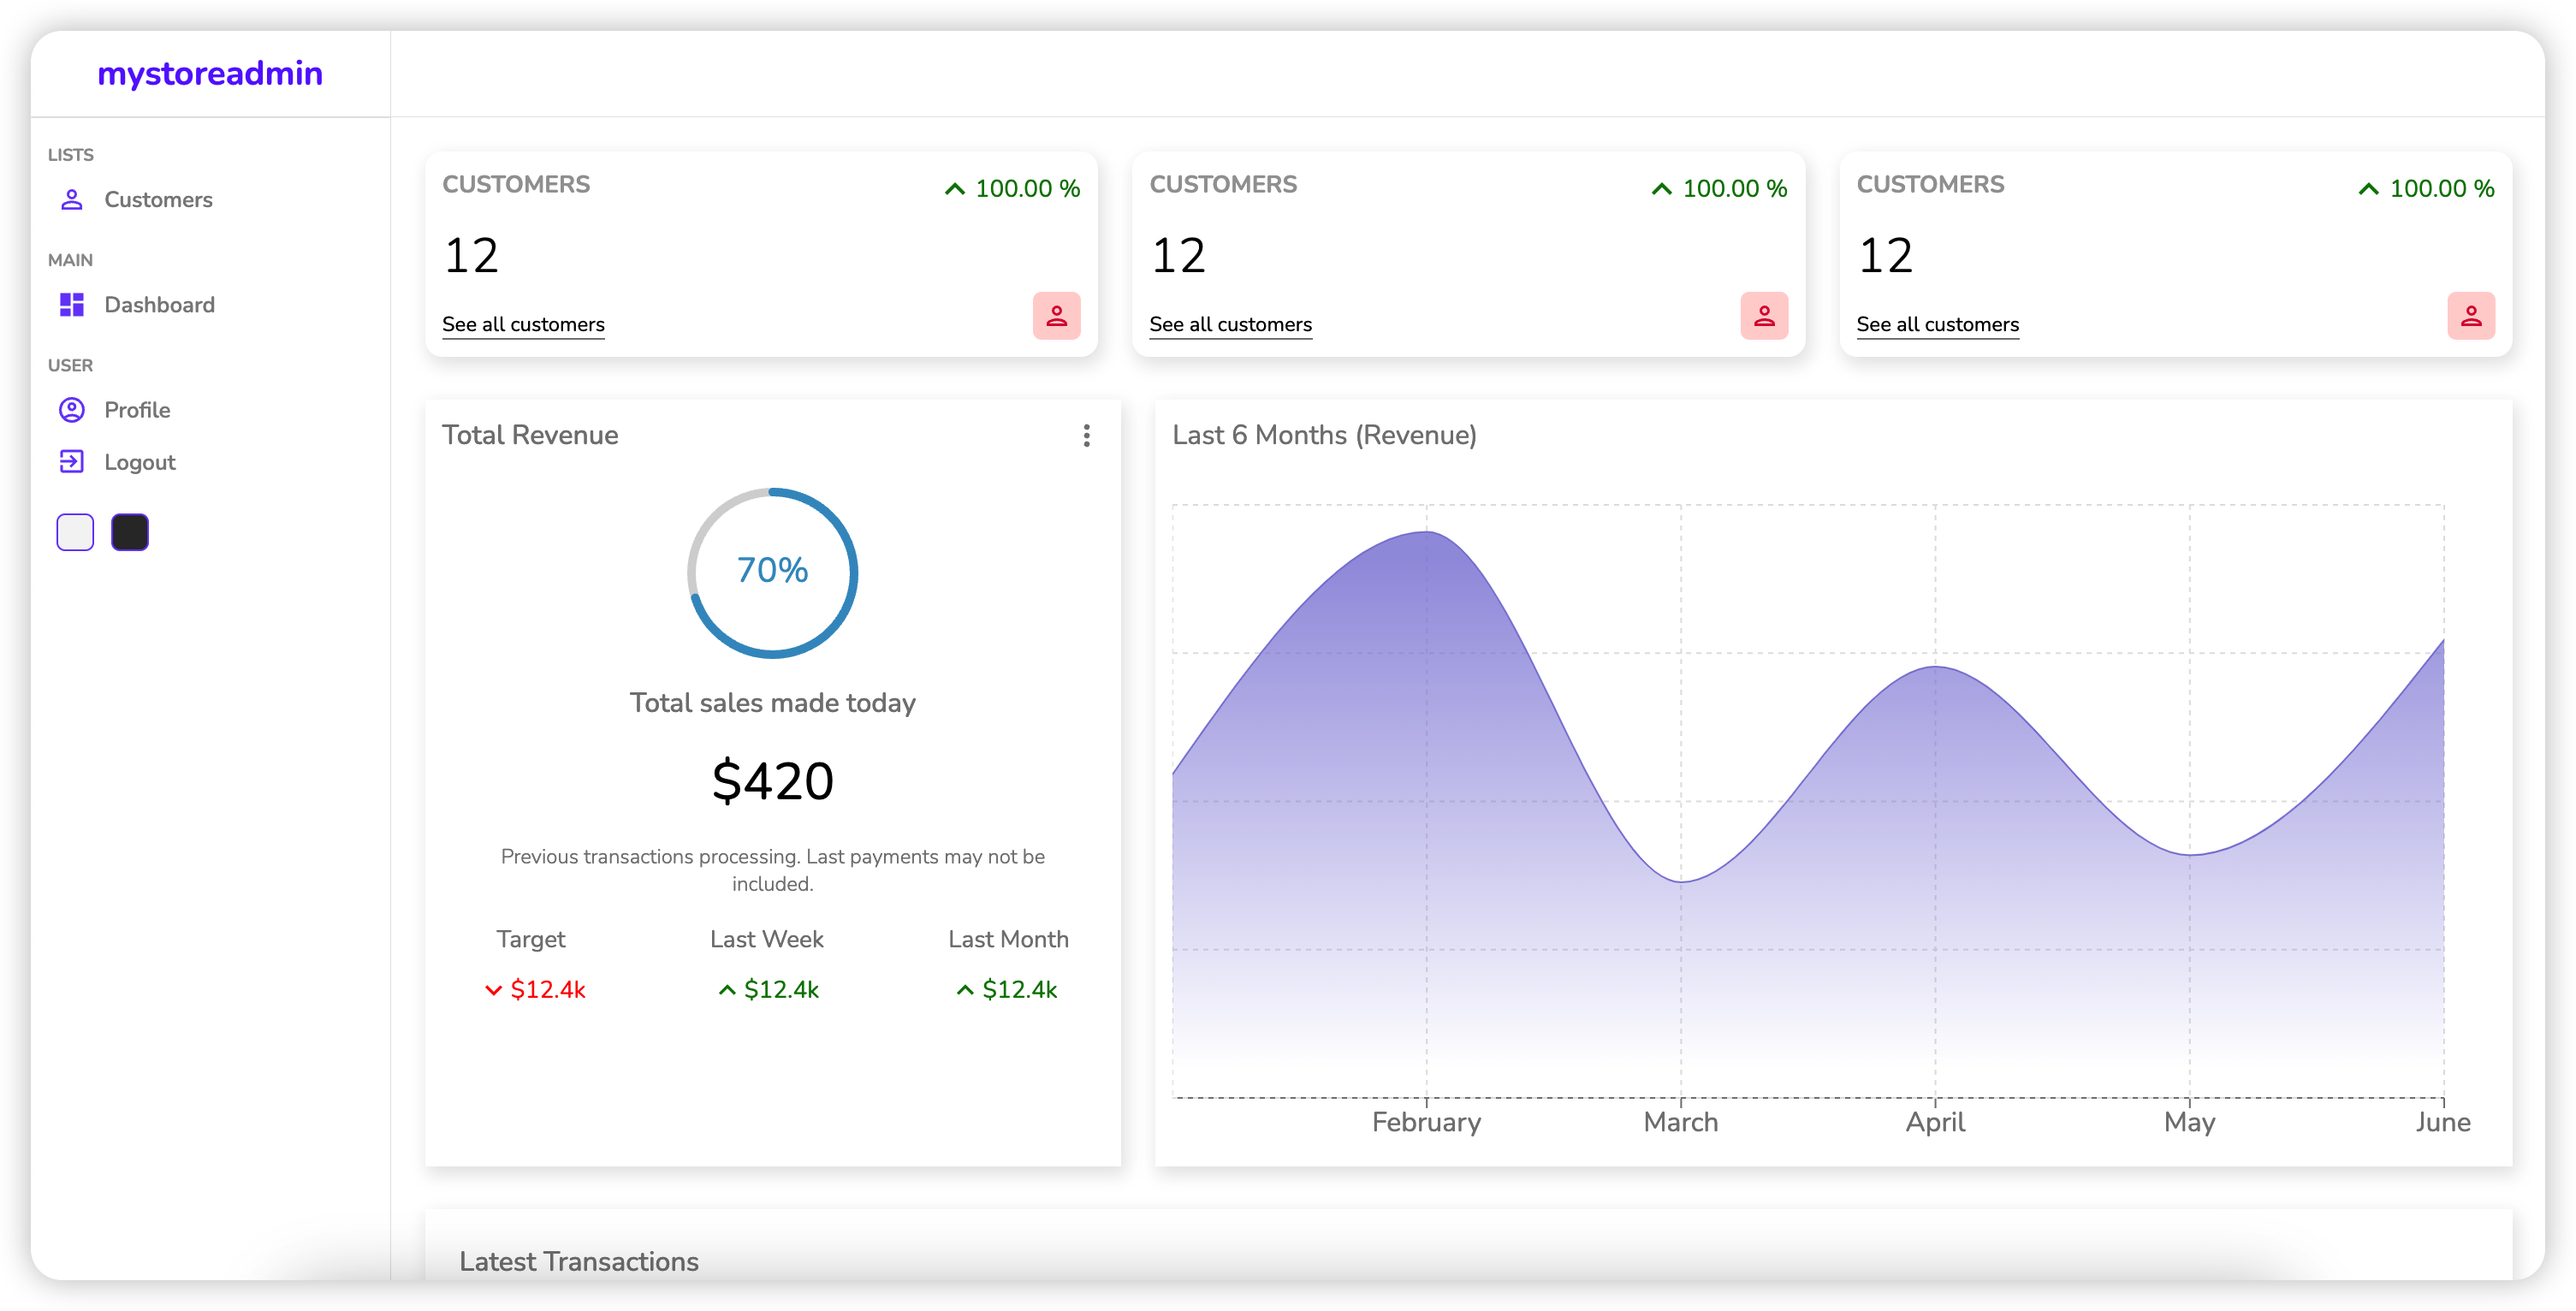 mystoreadmin
LISTS
Customers
MAIN
Dashboard
USER
Profile
Logout
CUSTOMERS
100.00 %
12
See all customers
CUSTOMERS
100.00 %
12
See all customers
CUSTOMERS
100.00 %
12
See all customers
Total Revenue
70%
Total sales made today
$420
Previous transactions processing. Last payments may not be
included.
Target
Last Week
Last Month
$12.4k
$12.4k
$12.4k
Last 6 Months (Revenue)
February
March
April
May
June
Latest Transactions